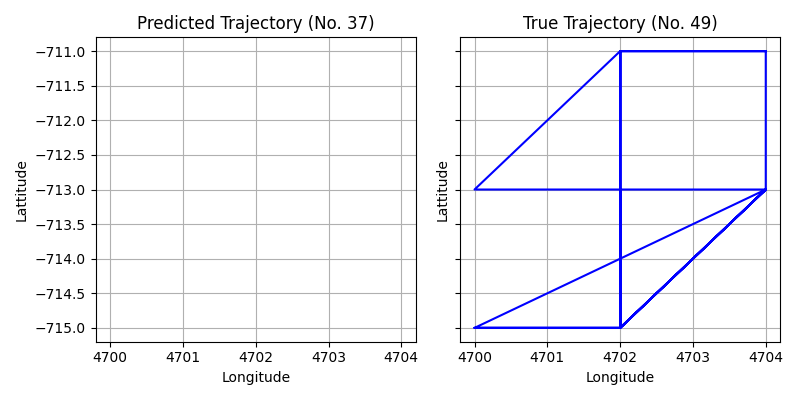 Predicted Trajectory (No. 37)
True Trajectory (No. 49)
−711.0
−711.5
−712.0
−712.5
−713.0
−713.5
−714.0
−714.5
−715.0
Lattitude
Lattitude
4700 4701 4702 4703 4704
4700 4701 4702 4703 4704
Longitude
Longitude